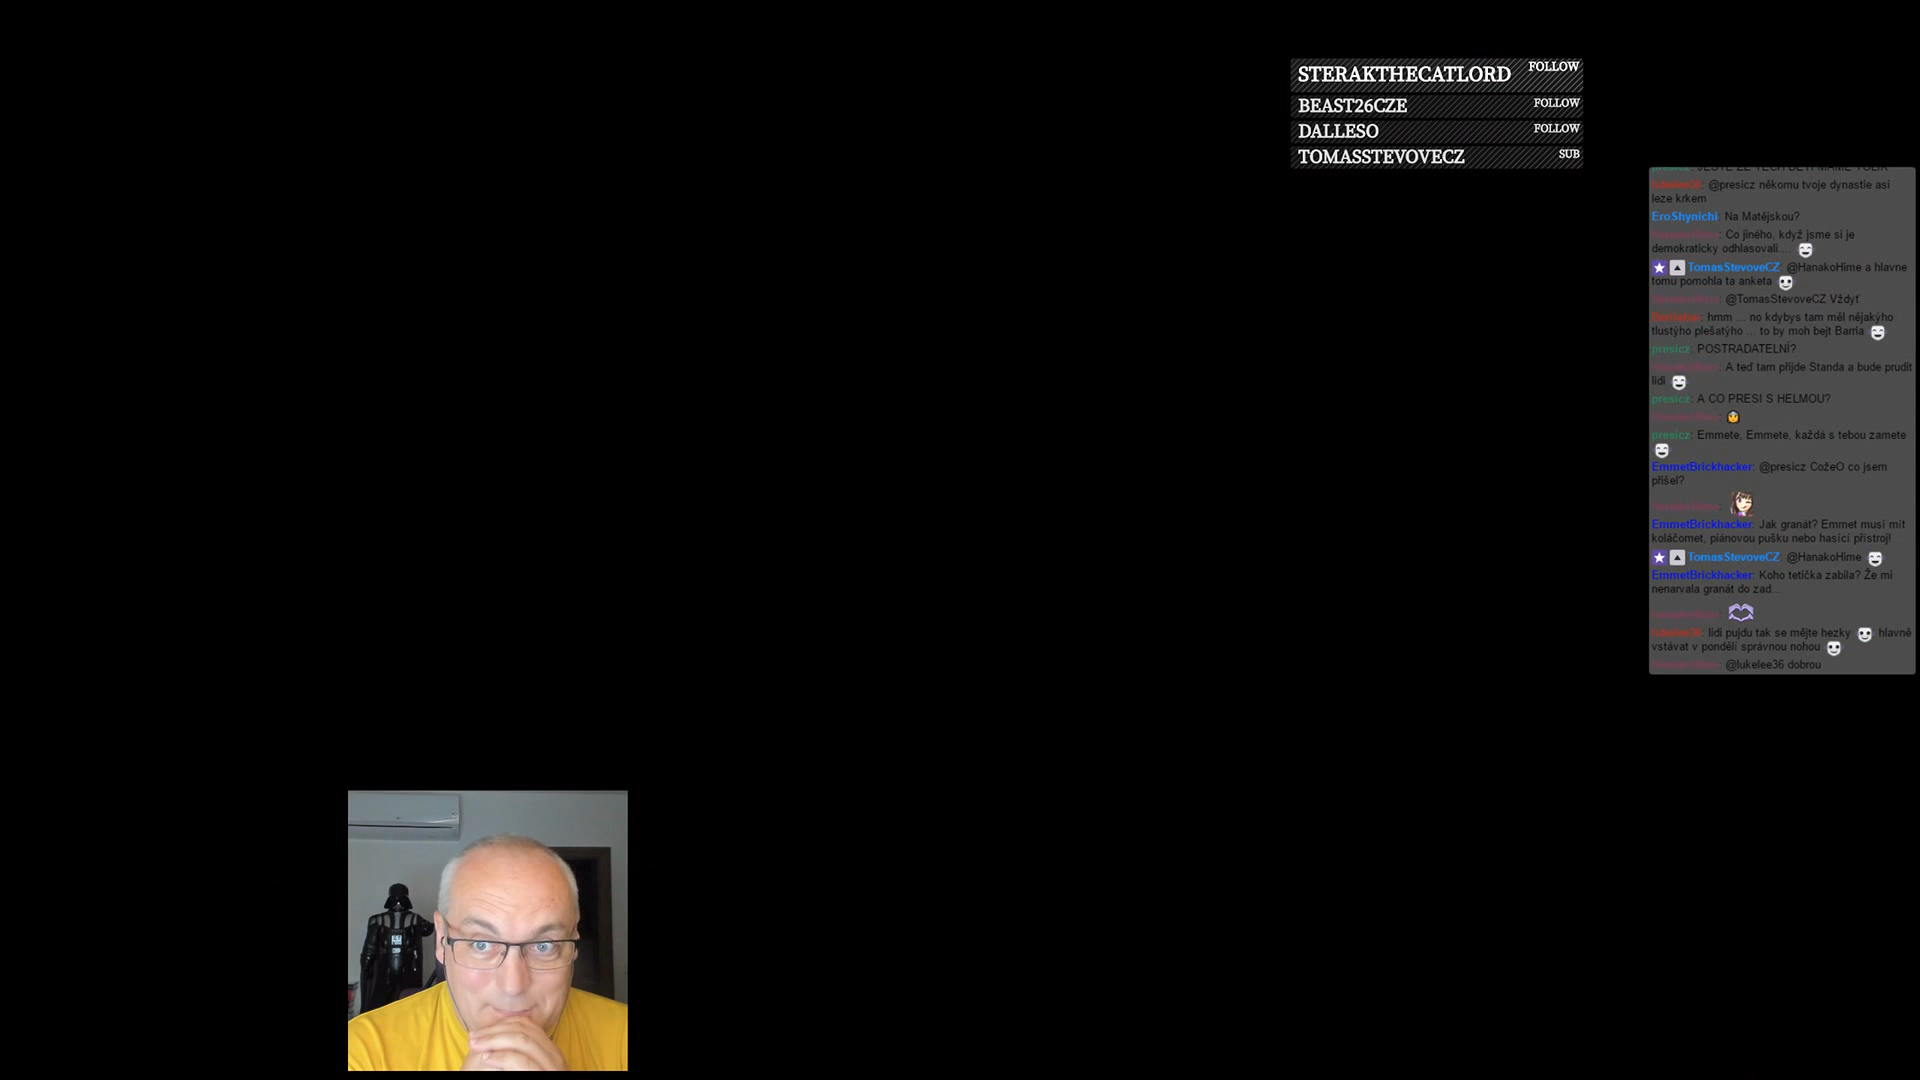 STERAKTHECATLORD FOLLOW
BEAST26CZE FOLLOW
DALLESO FOLLOW
TOMASSTEVOVECZ SUB
lukelee36: @presicz někomu tvoje dynastie asi
leze krkem
EroShynichi: Na Matějskou?
: Co jiného, když jsme si je
demokraticky odhlasovali....
TomasStevoveCZ: @HanakoHime a hlavne
tomu pomohla ta anketa
: @TomasStevoveCZ Vždyť
: hmm ... no kdybys tam měl nějakýho
tlustýho plešatýho ... to by moh bejt Barria
presicz: POSTRADATELNÍ?
: A teď tam přijde Standa a bude prudit
lidi
presicz: A CO PRESI S HELMOU?
presicz: Emmete, Emmete, každá s tebou zamete
EmmetBrickhacker: @presicz CožeO co jsem
přišel?
EmmetBrickhacker: Jak granát? Emmet musí mít
koláčomet, piánovou pušku nebo hasící přístroj!
TomasStevoveCZ: @HanakoHime
EmmetBrickhacker: Koho tetička zabila? Že mi
nenarvala granát do zad...
lukelee36: lidi pujdu tak se mějte hezky hlavně
vstávat v pondělí správnou nohou
: @lukelee36 dobrou